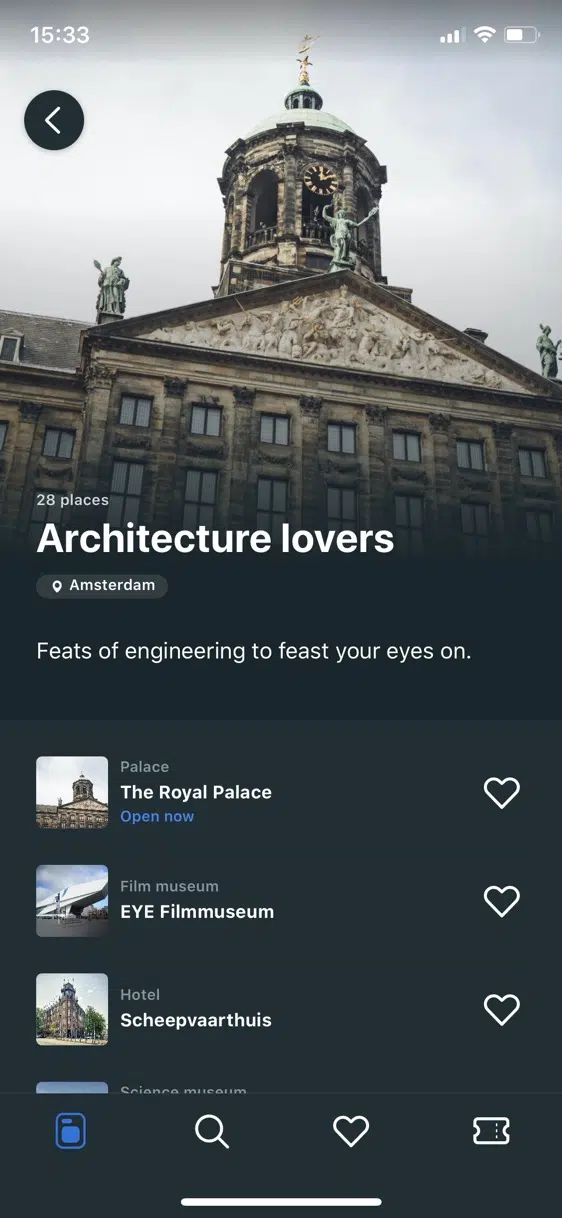 15:33
28 places
Architecture lovers
Amsterdam
Feats of engineering to feast your eyes on.
Palace
The Royal Palace
Open now
Film museum
EYE Filmmuseum
Hotel
Scheepvaarthuis
Science museum